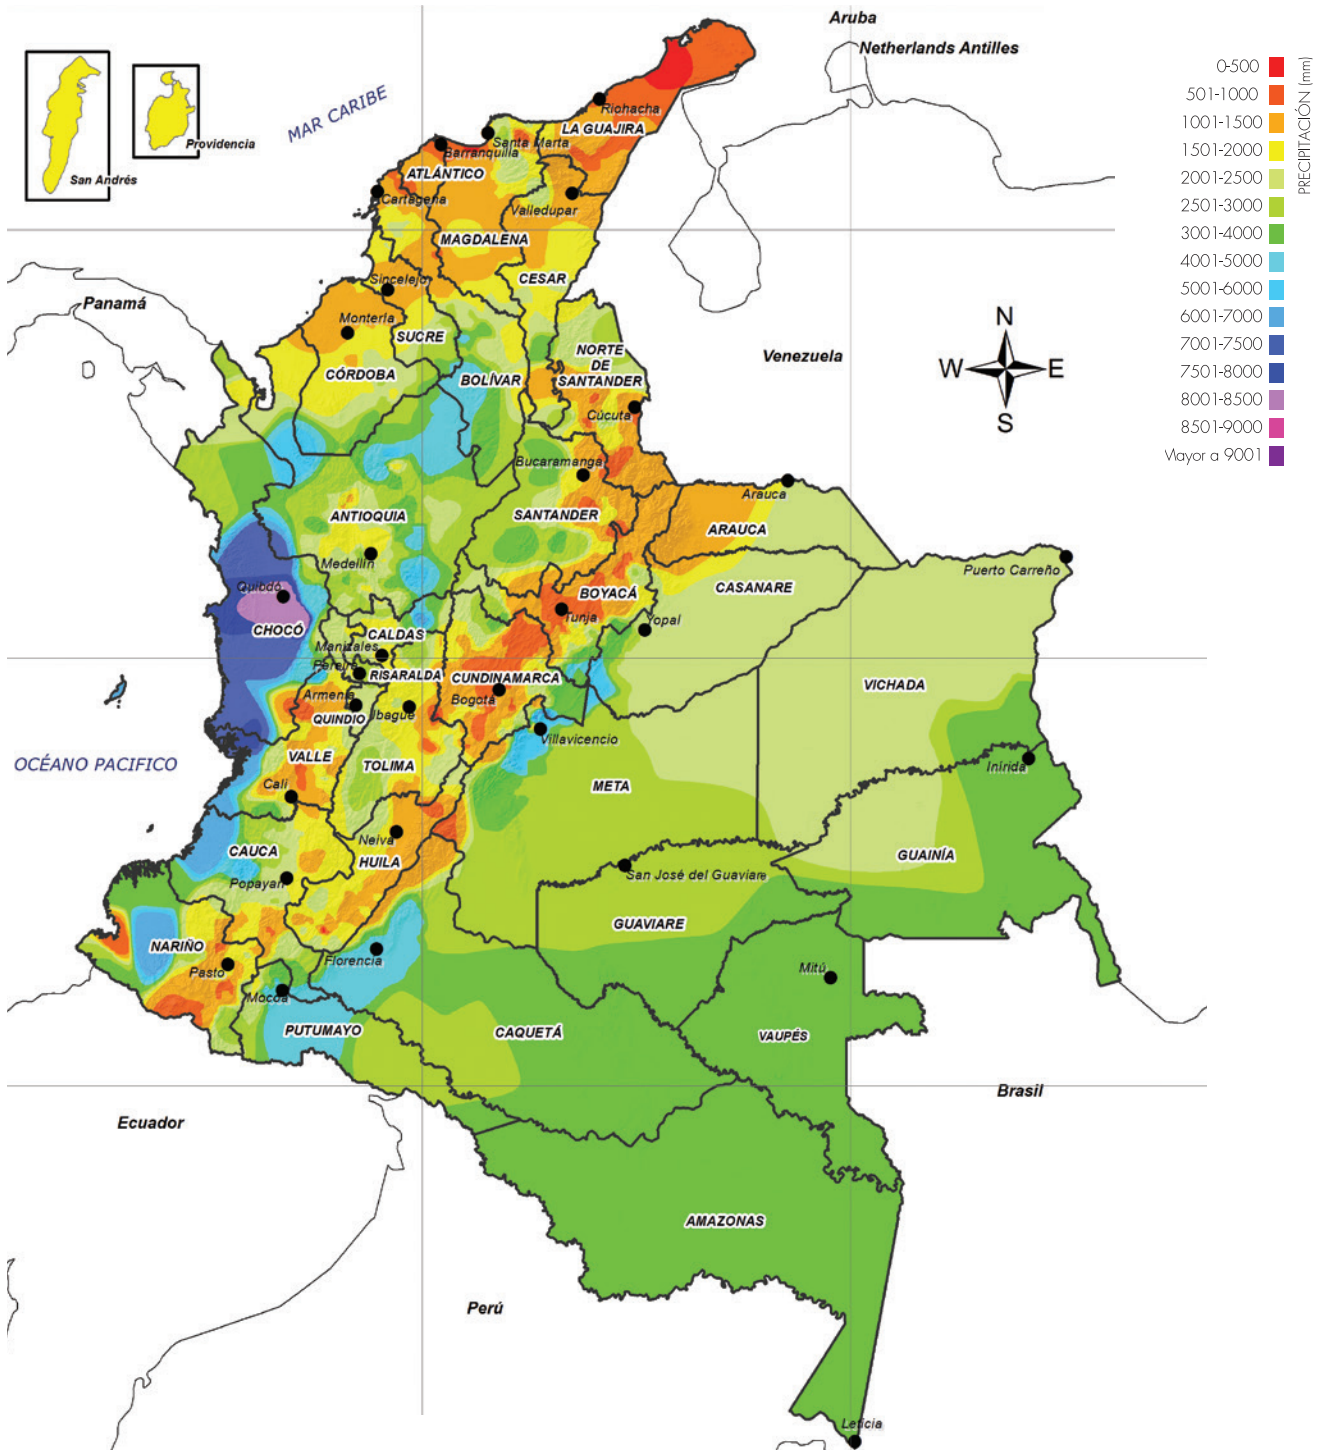 Aruba
Netherlands Antilles
MAR CARIBE
Providencia
San Andrés
0-500
501-1000
1001-1500
1501-2000
2001-2500
2501-3000
3001-4000
4001-5000
5001-6000
6001-7000
7001-7500
7501-8000
8001-8500
8501-9000
Mayor a 9001
PRECIPITACIÓN (mm)
Riohacha
LA GUAJIRA
Santa Marta
Barranquilla
ATLÁNTICO
Cartagena
Valledupar
MAGDALENA
CESAR
Sincelejo
Panamá
Montería
SUCRE
NORTE
DE
SANTANDER
Venezuela
N
W
E
S
CÓRDOBA
BOLÍVAR
Cúcuta
Bucaramanga
Arauca
ANTIOQUIA
SANTANDER
ARAUCA
Medellín
Puerto Carreño
Quibdó
BOYACÁ
CASANARE
Tunja
Yopal
CHOCÓ
CALDAS
Manizales
Pereira
RISARALDA
CUNDINAMARCA
VICHADA
Armenia
Bogotá
QUINDIO
Ibagué
Villavicencio
OCÉANO PACIFICO
VALLE
TOLIMA
Inírida
Cali
META
Neiva
CAUCA
HUILA
GUAINÍA
Popayan
San José del Guaviare
NARIÑO
GUAVIARE
Florencia
Pasto
Mitú
Mocoa
PUTUMAYO
CAQUETÁ
VAUPÉS
Brasil
Ecuador
AMAZONAS
Perú
Leticia